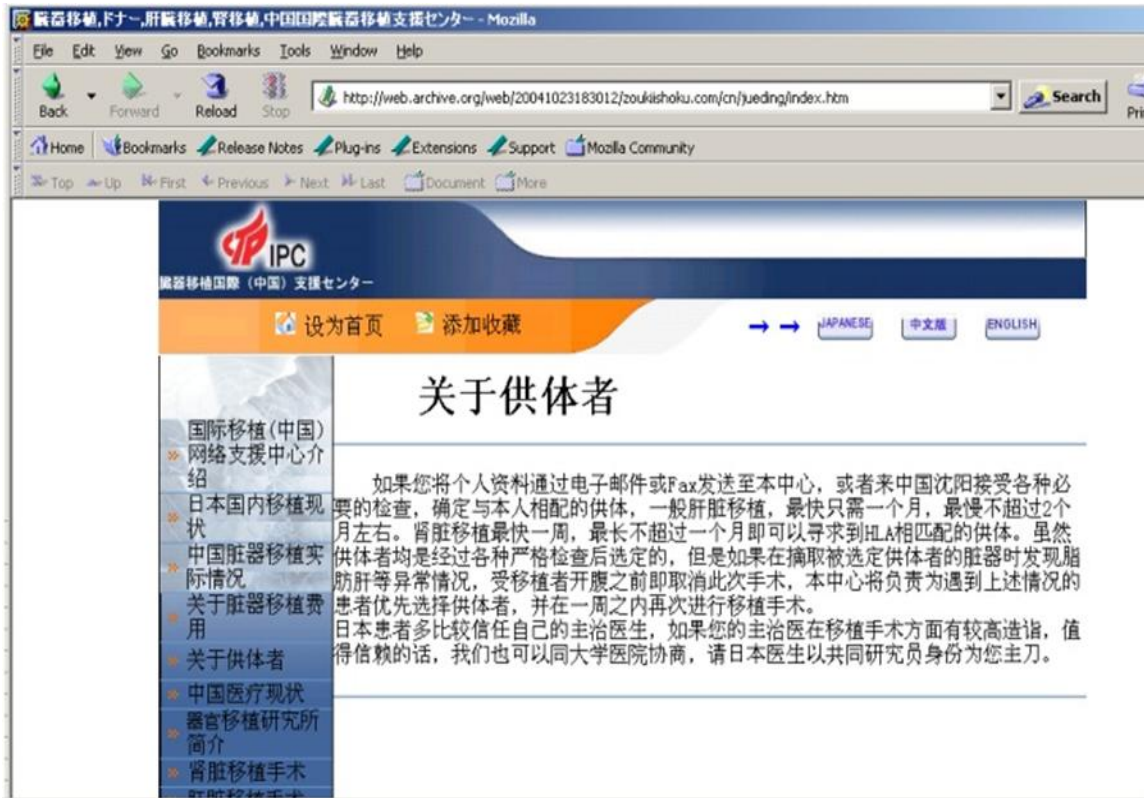 臓器移植,ドナー,肝臓移植,腎移植,中国国際臓器移植支援センター - Mozilla
File Edit View Go Bookmarks Tools Window Help
Back Forward Reload Stop http://web.archive.org/web/20041023183012/zoukiishoku.com/cn/jueding/index.htm Search
Home Bookmarks Release Notes Plug-ins Extensions Support Mozilla Community
Top Up First Previous Next Last Document More
IPC
臓器移植国際（中国）支援センター
设为首页 添加收藏 → → JAPANESE 中文版 ENGLISH
关于供体者
国际移植(中国)
网络支援中心介
绍
日本国内移植现
状
中国脏器移植实
际情况
关于脏器移植费
用
关于供体者
中国医疗现状
器官移植研究所
简介
肾脏移植手术
肝脏移植手术
如果您将个人资料通过电子邮件或Fax发送至本中心，或者来中国沈阳接受各种必
要的检查，确定与本人相配的供体，一般肝脏移植，最快只需一个月，最慢不超过2个
月左右。肾脏移植最快一周，最长不超过一个月即可以寻求到HLA相匹配的供体。虽然
供体者均是经过各种严格检查后选定的，但是如果在摘取被选定供体者的脏器时发现脂
肪肝等异常情况，受移植者开腹之前即取消此次手术，本中心将负责为遇到上述情况的
患者优先选择供体者，并在一周之内再次进行移植手术。
日本患者多比较信任自己的主治医生，如果您的主治医在移植手术方面有较高造诣，值
得信赖的话，我们也可以同大学医院协商，请日本医生以共同研究员身份为您主刀。